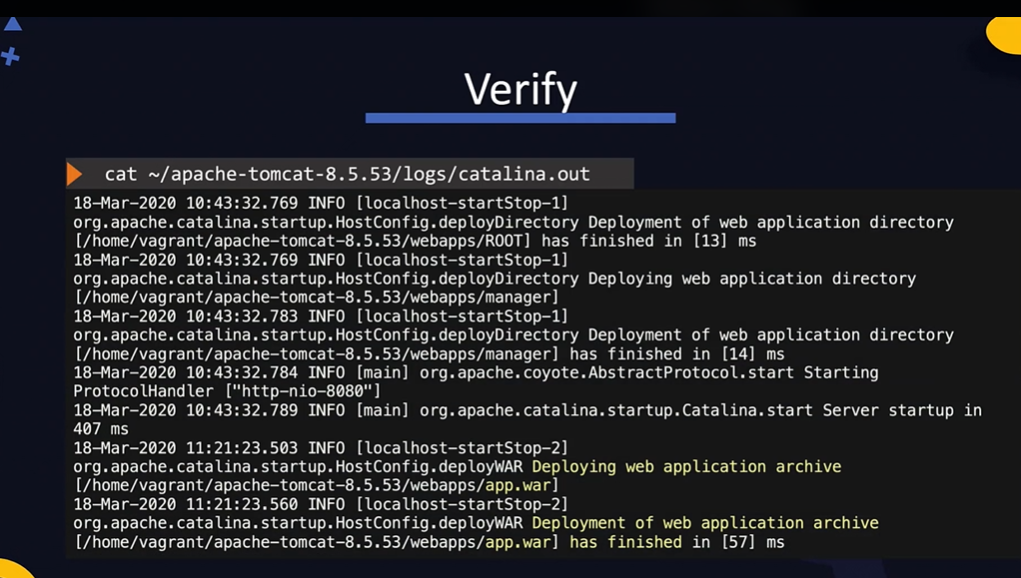 Verify
cat ~/apache-tomcat-8.5.53/logs/catalina.out
18-Mar-2020 10:43:32.769 INFO [localhost-startStop-1]
org.apache.catalina.startup.HostConfig.deployDirectory Deployment of web application directory
[/home/vagrant/apache-tomcat-8.5.53/webapps/ROOT] has finished in [13] ms
18-Mar-2020 10:43:32.769 INFO [localhost-startStop-1]
org.apache.catalina.startup.HostConfig.deployDirectory Deploying web application directory
[/home/vagrant/apache-tomcat-8.5.53/webapps/manager]
18-Mar-2020 10:43:32.783 INFO [localhost-startStop-1]
org.apache.catalina.startup.HostConfig.deployDirectory Deployment of web application directory
[/home/vagrant/apache-tomcat-8.5.53/webapps/manager] has finished in [14] ms
18-Mar-2020 10:43:32.784 INFO [main] org.apache.coyote.AbstractProtocol.start Starting
ProtocolHandler ["http-nio-8080"]
18-Mar-2020 10:43:32.789 INFO [main] org.apache.catalina.startup.Catalina.start Server startup in
407 ms
18-Mar-2020 11:21:23.503 INFO [localhost-startStop-2]
org.apache.catalina.startup.HostConfig.deployWAR Deploying web application archive
[/home/vagrant/apache-tomcat-8.5.53/webapps/app.war]
18-Mar-2020 11:21:23.560 INFO [localhost-startStop-2]
org.apache.catalina.startup.HostConfig.deployWAR Deployment of web application archive
[/home/vagrant/apache-tomcat-8.5.53/webapps/app.war] has finished in [57] ms